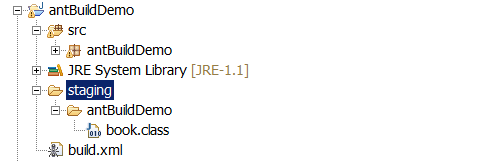 antBuildDemo
src
antBuildDemo
JRE System Library [JRE-1.1]
staging
antBuildDemo
book.class
build.xml